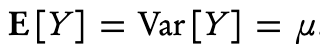 E[Y] = Var[Y] = μ.